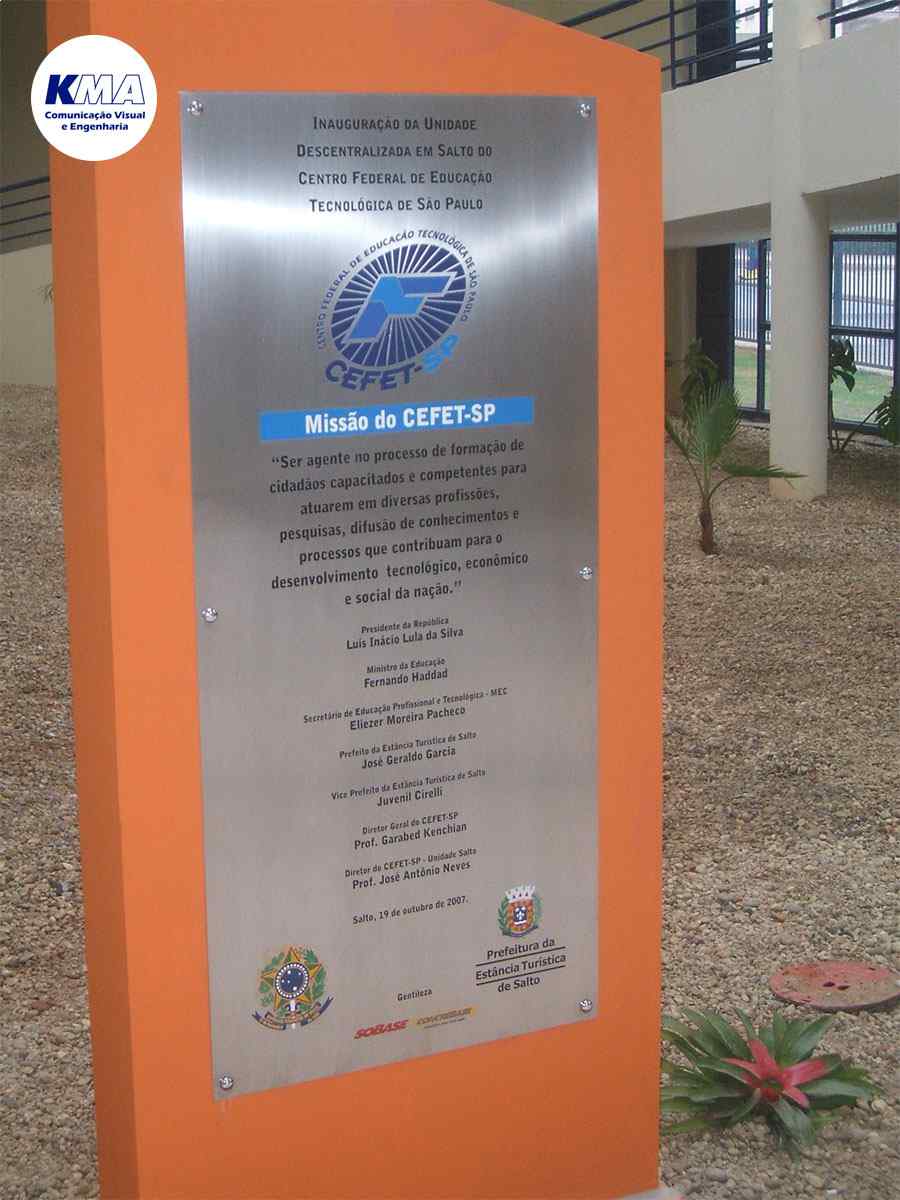 KMA
Comunicação Visual
e Engenharia
Inauguração da Unidade
Descentralizada em Salto do
Centro Federal de Educação
Tecnológica de São Paulo
CENTRO FEDERAL DE EDUCAÇÃO TECNOLÓGICA DE SÃO PAULO
CEFET-SP
Missão do CEFET-SP
“Ser agente no processo de formação de
cidadãos capacitados e competentes para
atuarem em diversas profissões,
pesquisas, difusão de conhecimentos e
processos que contribuam para o
desenvolvimento tecnológico, econômico
e social da nação.”
Presidente da República
Luis Inácio Lula da Silva
Ministro da Educação
Fernando Haddad
Secretário de Educação Profissional e Tecnológica - MEC
Eliezer Moreira Pacheco
Prefeito da Estância Turística de Salto
José Geraldo Garcia
Vice Prefeito da Estância Turística de Salto
Juvenil Cirelli
Diretor Geral do CEFET-SP
Prof. Garabed Kenchian
Diretor do CEFET-SP - Unidade Salto
Prof. José Antônio Neves
Salto, 19 de outubro de 2007.
Prefeitura da
Estância Turística
de Salto
Gentileza
SOBASE CONCREBASE